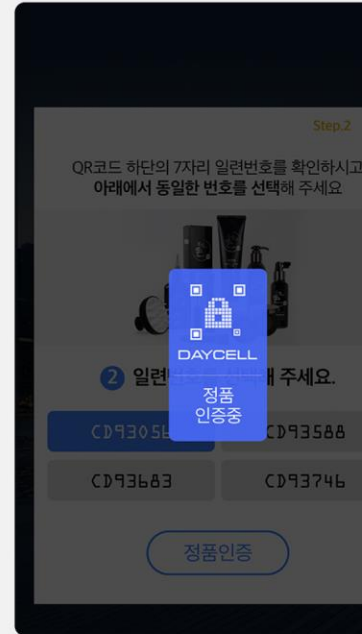 Step.2
QR코드 하단의 7자리 일련번호를 확인하시고
아래에서 동일한 번호를 선택해 주세요
DAYCELL
정품
인증중
2 주세요.
CD93588
CD93683
CD93746
정품인증